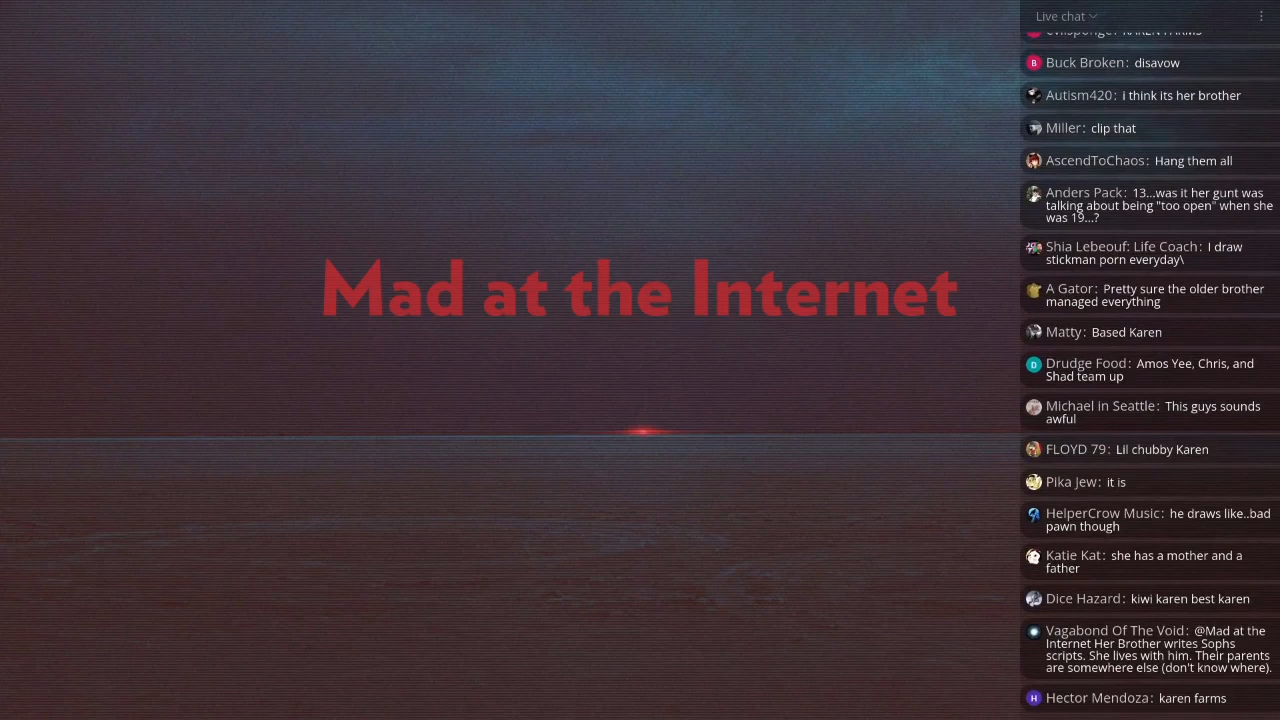 Live chat
evilsponge: KAREN FARMS
Buck Broken: disavow
Autism420: i think its her brother
Miller: clip that
AscendToChaos: Hang them all
Anders Pack: 13...was it her gunt was
talking about being "too open" when she
was 19...?
Shia Lebeouf: Life Coach: I draw
stickman porn everyday\
A Gator: Pretty sure the older brother
managed everything
Matty: Based Karen
Drudge Food: Amos Yee, Chris, and
Shad team up
Michael in Seattle: This guys sounds
awful
FLOYD 79: Lil chubby Karen
Pika Jew: it is
HelperCrow Music: he draws like..bad
pawn though
Katie Kat: she has a mother and a
father
Dice Hazard: kiwi karen best karen
Vagabond Of The Void: @Mad at the
Internet Her Brother writes Sophs
scripts. She lives with him. Their parents
are somewhere else (don't know where).
Hector Mendoza: karen farms
Mad at the Internet